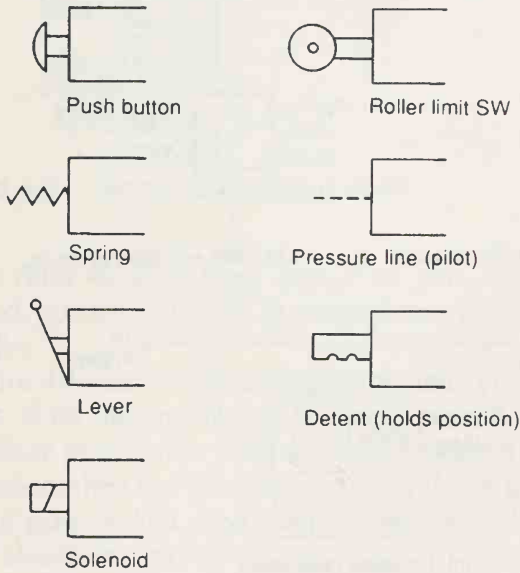 Push button
Roller limit SW
Spring
Pressure line (pilot)
Lever
Detent (holds position)
Solenoid